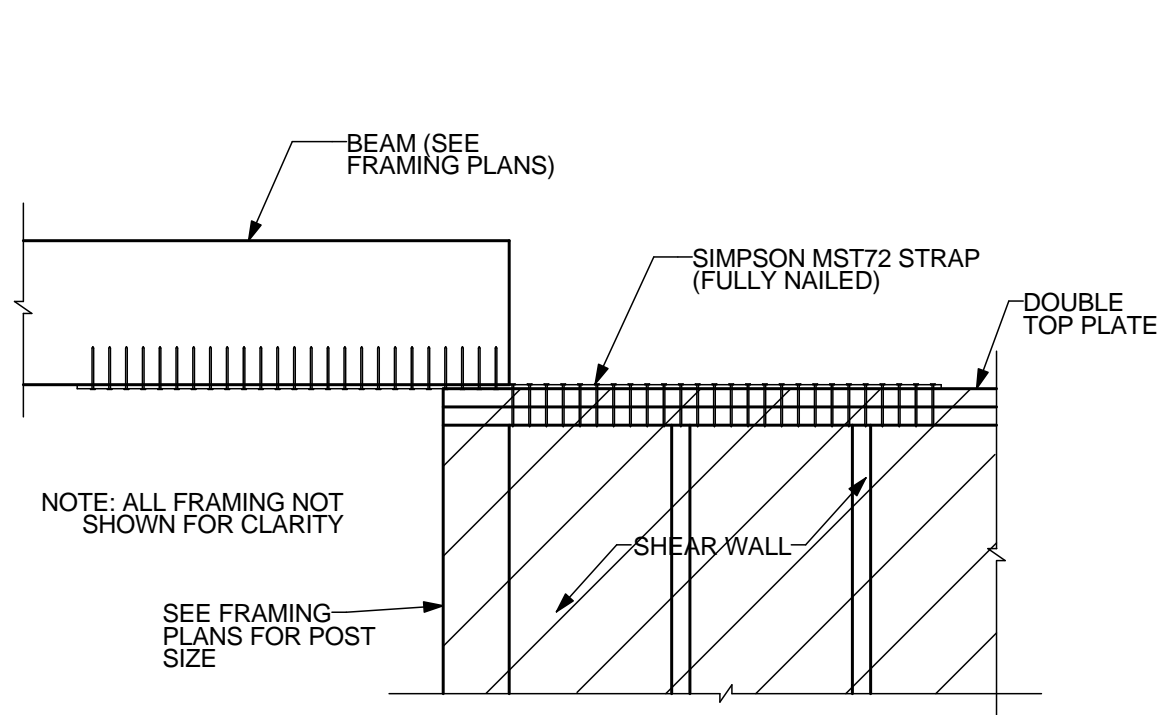 BEAM (SEE
FRAMING PLANS)
SIMPSON MST72 STRAP
(FULLY NAILED)
DOUBLE
TOP PLATE
NOTE: ALL FRAMING NOT
SHOWN FOR CLARITY
SHEAR WALL
SEE FRAMING
PLANS FOR POST
SIZE